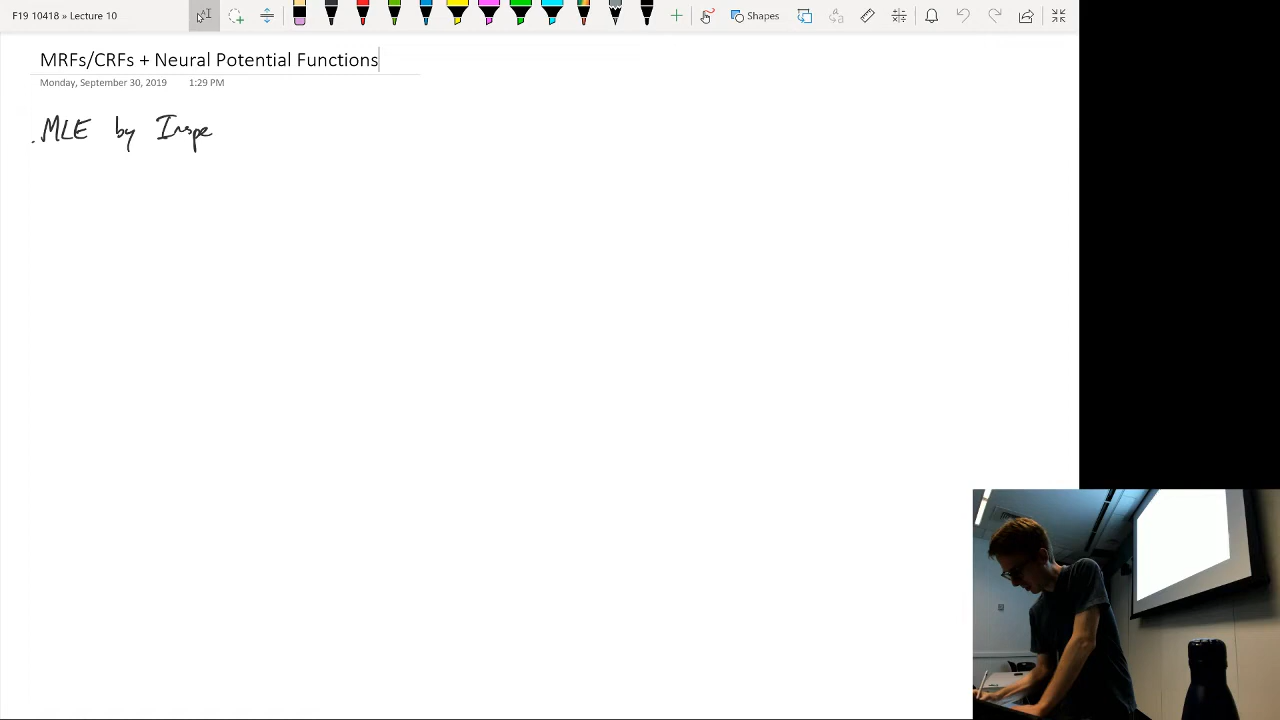 F19 10418 » Lecture 10
Shapes
MRFs/CRFs + Neural Potential Functions
Monday, September 30, 2019 1:29 PM
MLE by Inspe